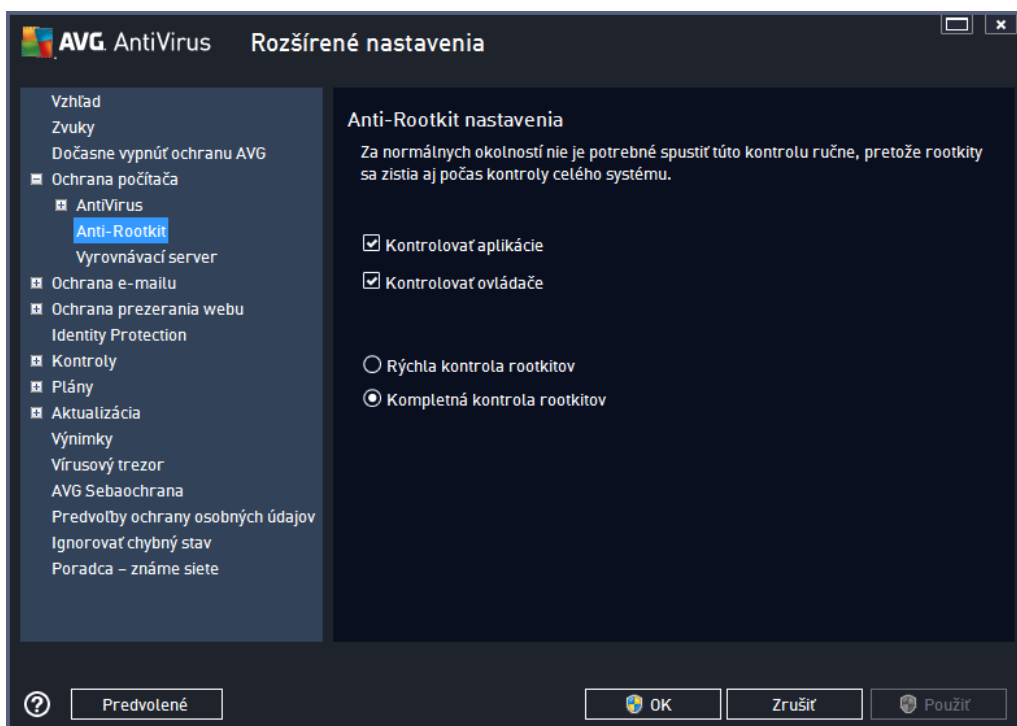 AVG. AntiVirus Rozšírené nastavenia
Vzhľad
Zvuky
Dočasne vypnúť ochranu AVG
Ochrana počítača
AntiVirus
Anti-Rootkit
Vyrovnávací server
Ochrana e-mailu
Ochrana prezerania webu
Identity Protection
Kontroly
Plány
Aktualizácia
Výnimky
Vírusový trezor
AVG Sebaochrana
Predvoľby ochrany osobných údajov
Ignorovať chybný stav
Poradca – známe siete
Anti-Rootkit nastavenia
Za normálnych okolností nie je potrebné spustiť túto kontrolu ručne, pretože rootkity
sa zistia aj počas kontroly celého systému.
Kontrolovať aplikácie
Kontrolovať ovládače
Rýchla kontrola rootkitov
Kompletná kontrola rootkitov
Predvolené
OK
Zrušiť
Použiť